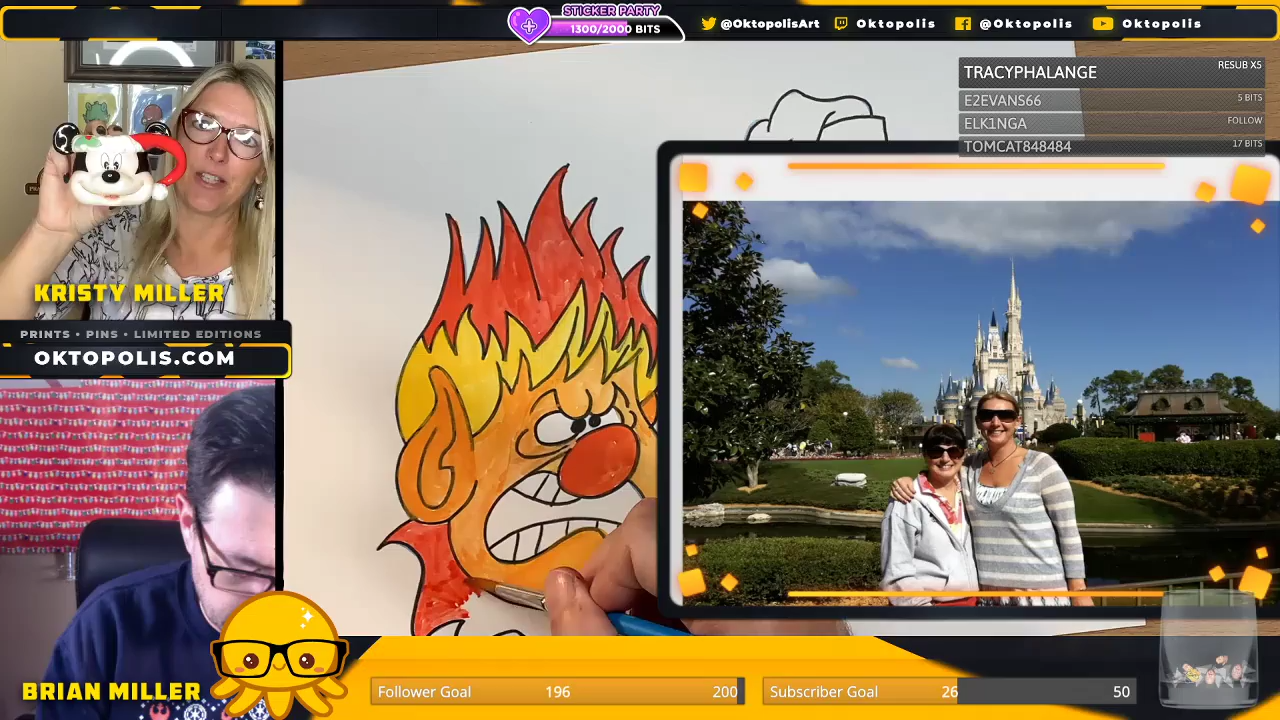 STICKER PARTY
1300/2000 BITS
@OktopolisArt
Oktopolis
@Oktopolis
Oktopolis
TRACYPHALANGE RESUB X5
E2EVANS66 5 BITS
ELK1NGA FOLLOW
TOMCAT848484 17 BITS
KRISTY MILLER
PRINTS • PINS • LIMITED EDITIONS
OKTOPOLIS.COM
BRIAN MILLER
Follower Goal 196 200
Subscriber Goal 26 50